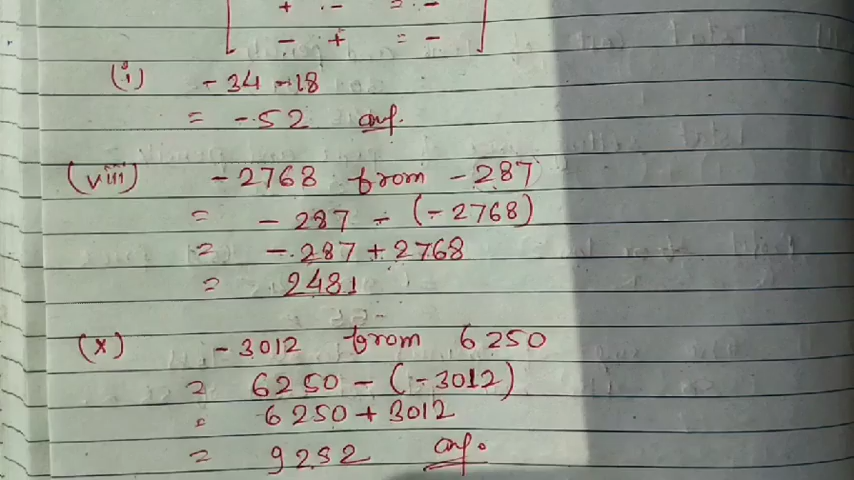 + - = -
- + = -
(i) - 34 - 18
= - 52 ans.
(viii) - 2768 from - 287
= - 287 - (- 2768)
= - 287 + 2768
= 2481
(x) - 3012 from 6250
= 6250 - (- 3012)
= 6250 + 3012
= 9252 ans.